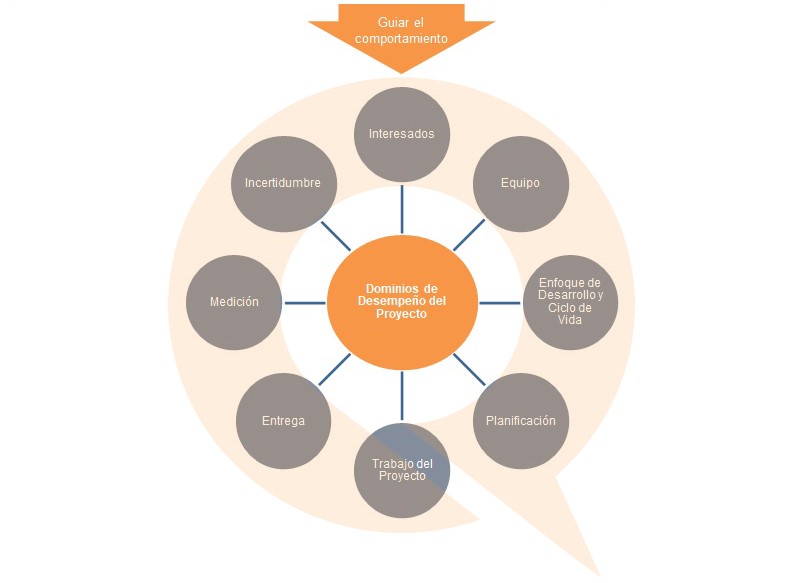 Guiar el
comportamiento
Interesados
Equipo
Enfoque de
Desarrollo y
Ciclo de
Vida
Planificación
Trabajo del
Proyecto
Entrega
Medición
Incertidumbre
Dominios de
Desempeño del
Proyecto